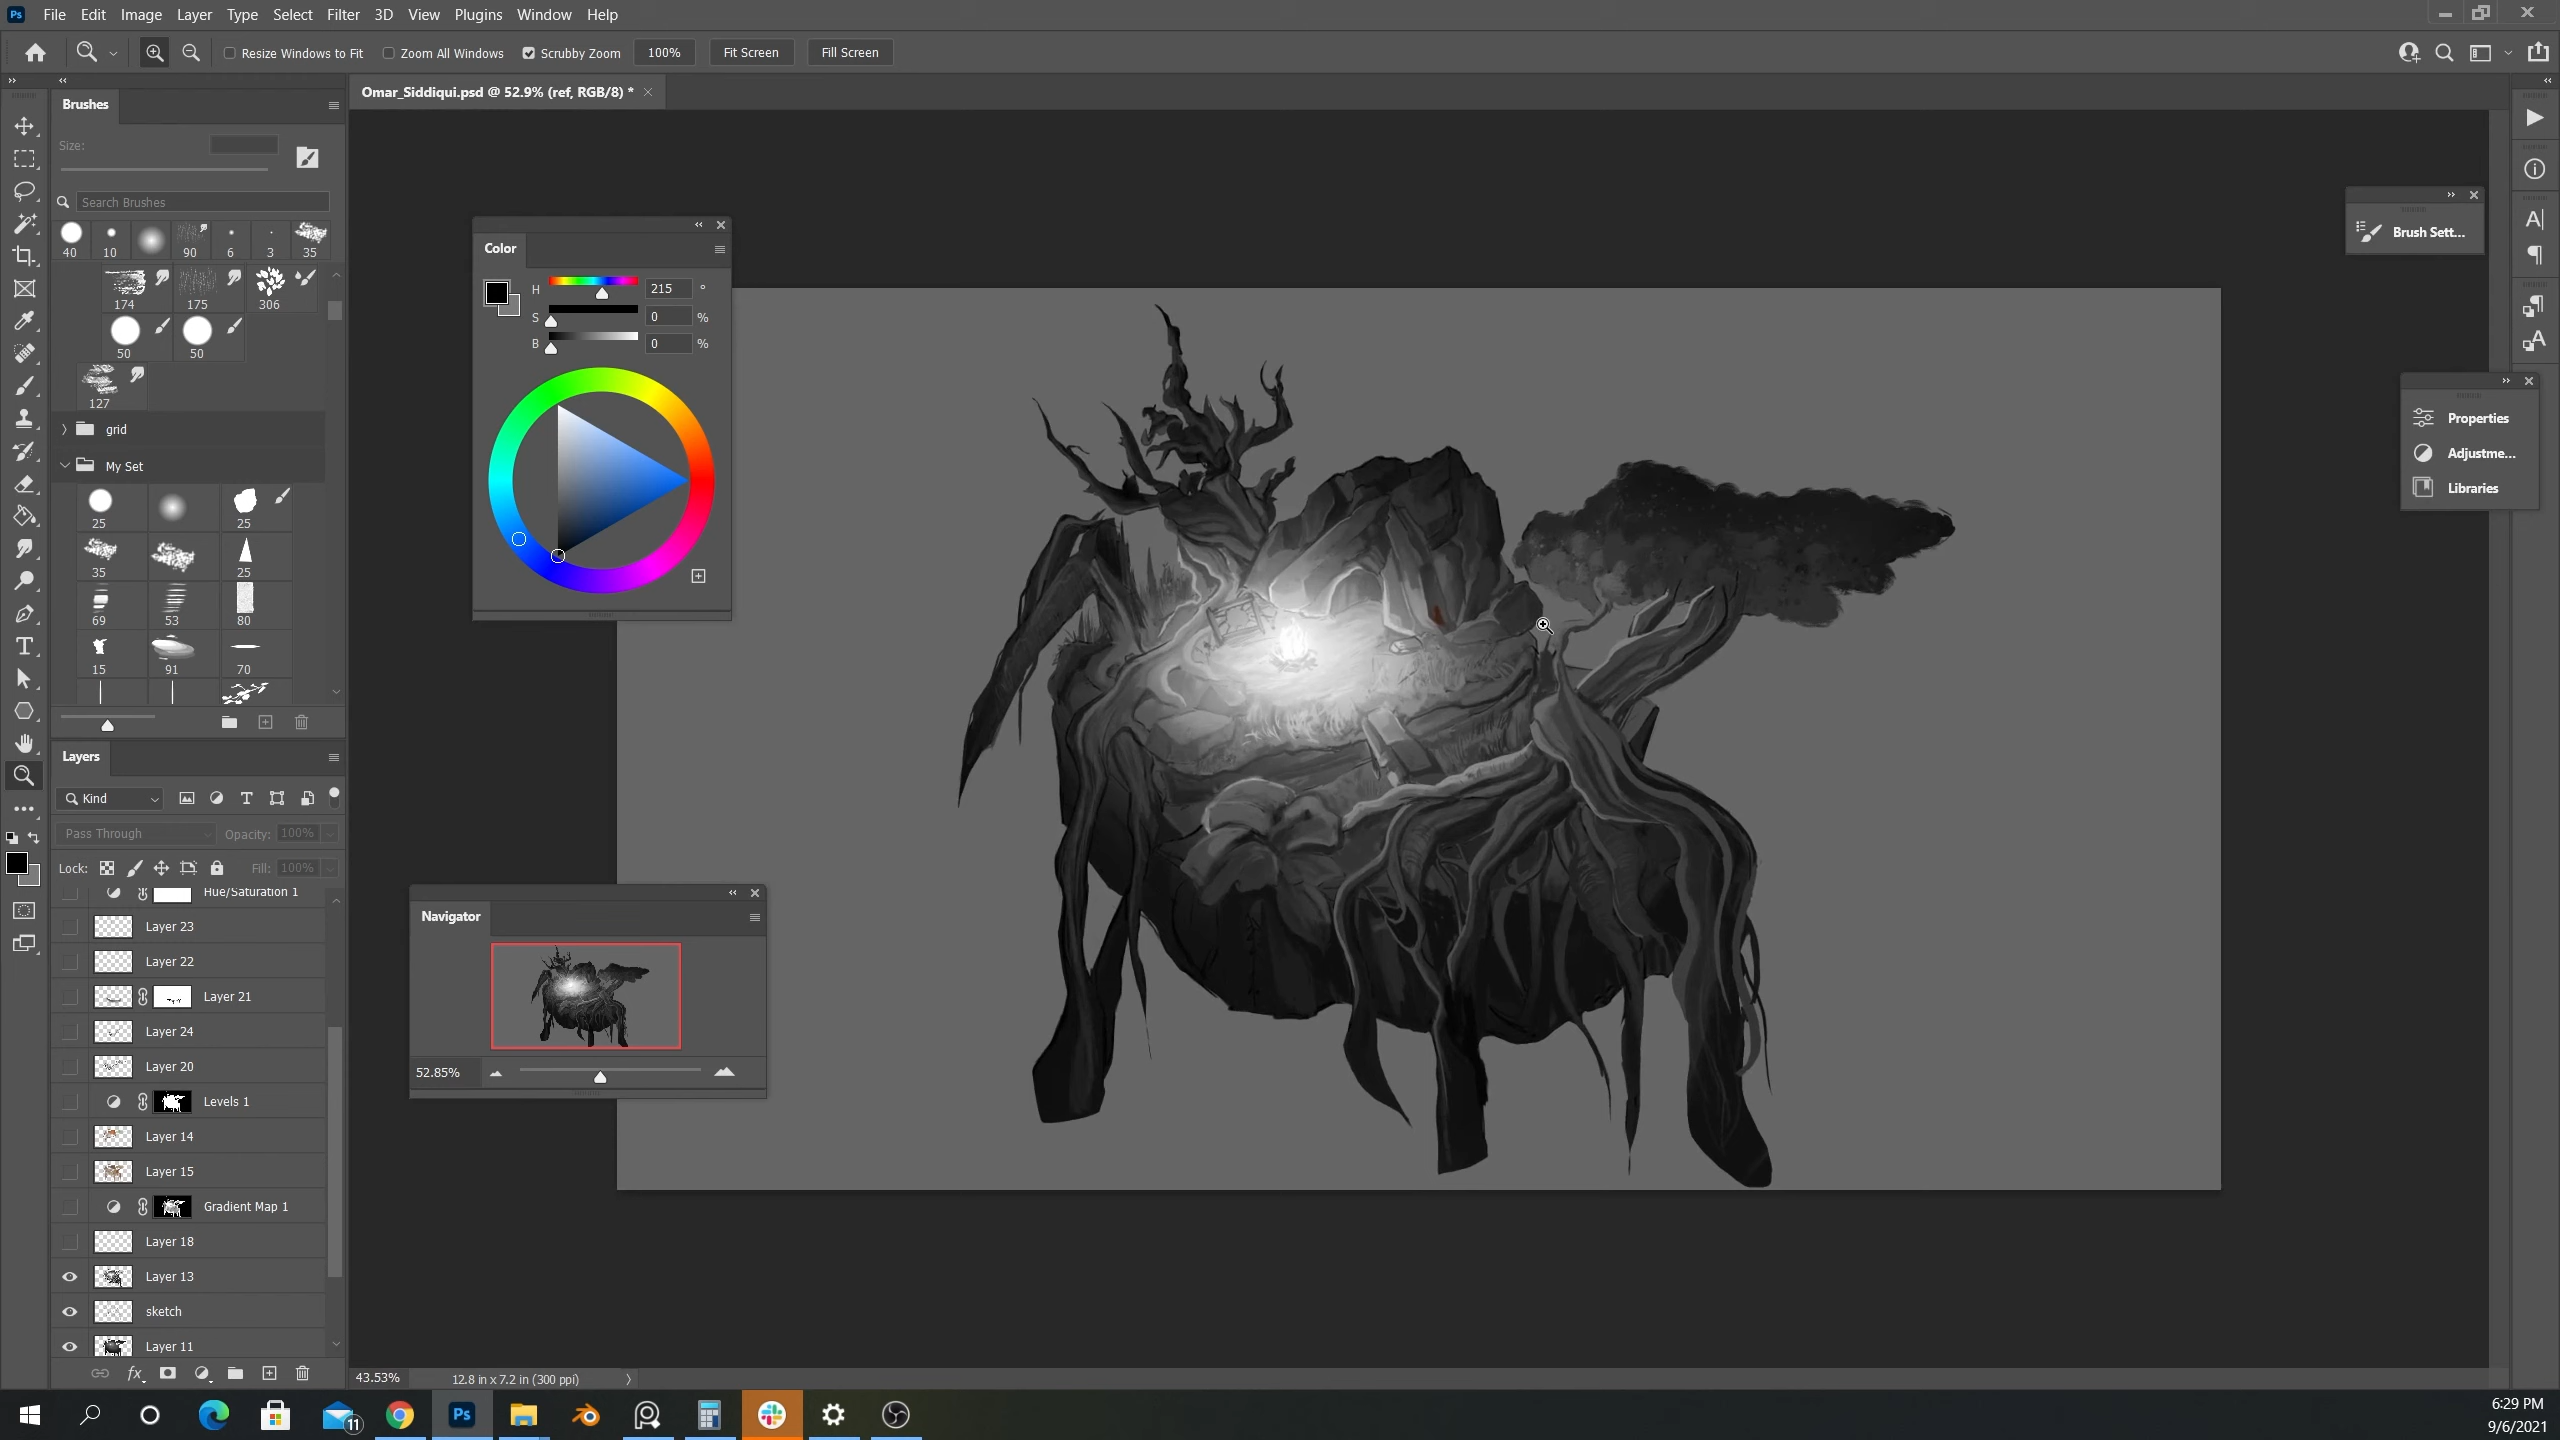 Ps File Edit Image Layer Type Select Filter 3D View Plugins Window Help
Resize Windows to Fit Zoom All Windows Scrubby Zoom 100% Fit Screen Fill Screen
Omar_Siddiqui.psd @ 52.9% (ref, RGB/8) *
Brushes
Size:
Search Brushes
40 10 90 6 3 35
174 175 306
50 50
127
grid
My Set
25 25
35 25
69 53 80
15 91 70
Layers
Kind
Pass Through Opacity: 100%
Lock: Fill: 100%
Hue/Saturation 1
Layer 23
Layer 22
Layer 21
Layer 24
Layer 20
Levels 1
Layer 14
Layer 15
Gradient Map 1
Layer 18
Layer 13
sketch
Layer 11
fx
Color
H 215 °
S 0 %
B 0 %
Navigator
52.85%
Brush Sett...
Properties
Adjustme...
Libraries
43.53% 12.8 in x 7.2 in (300 ppi)
11
Ps
6:29 PM
9/6/2021